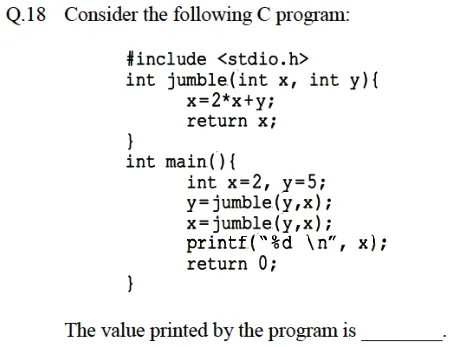 Q.18 Consider the following C program:
#include <stdio.h>
int jumble(int x, int y){
x=2*x+y;
return x;
}
int main(){
int x=2, y=5;
y=jumble(y,x);
x=jumble(y,x);
printf(“%d \n”, x);
return 0;
}
The value printed by the program is ________.